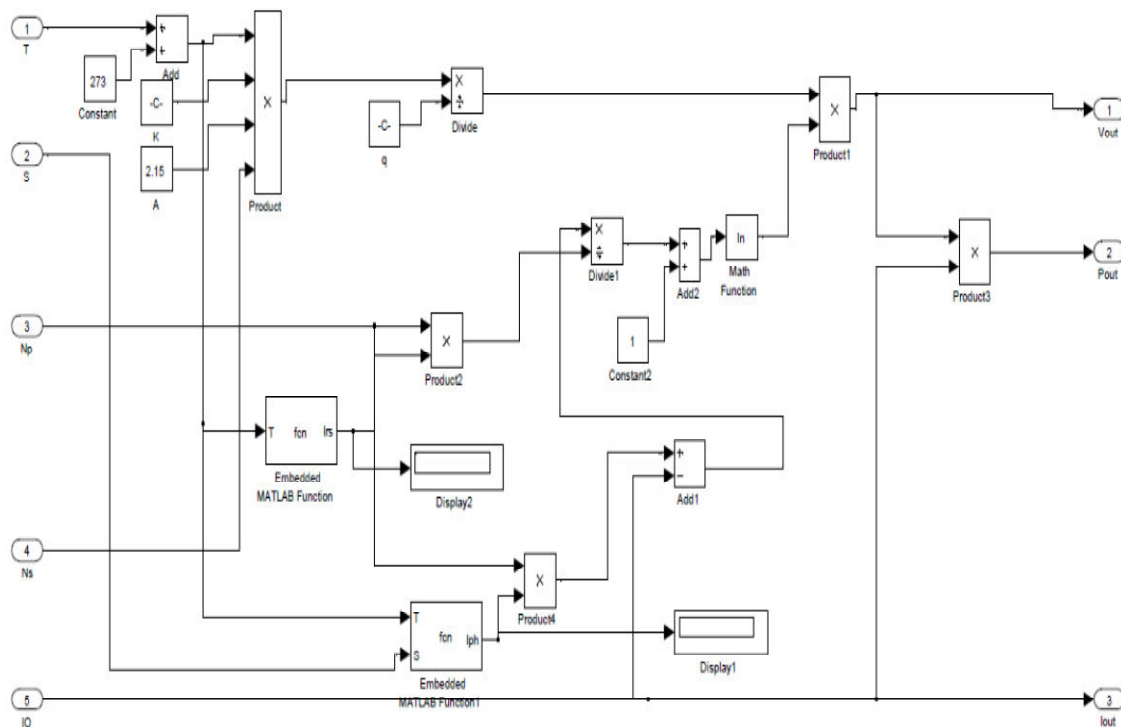 1
T
+
+
Add
273
Constant
-C-
K
2.15
A
2
S
×
Product
-C-
q
×
÷
Divide
×
Product1
1
Vout
×
÷
Divide1
+
+
Add2
ln
Math
Function
1
Constant2
×
Product3
2
Pout
3
Np
×
Product2
T
fcn
Irs
Embedded
MATLAB Function
Display2
+
−
Add1
4
Ns
×
Product4
T
S
fcn
Iph
Embedded
MATLAB Function1
Display1
5
IO
3
Iout